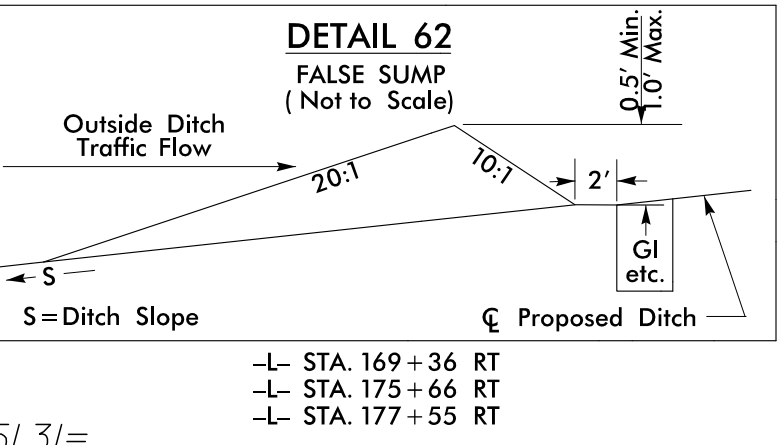 DETAIL 62
FALSE SUMP
( Not to Scale)
0.5' Min.
1.0' Max.
Outside Ditch
Traffic Flow
20:1
10:1
2'
GI
etc.
S
S=Ditch Slope
℄ Proposed Ditch
-L- STA. 169+36 RT
-L- STA. 175+66 RT
-L- STA. 177+55 RT